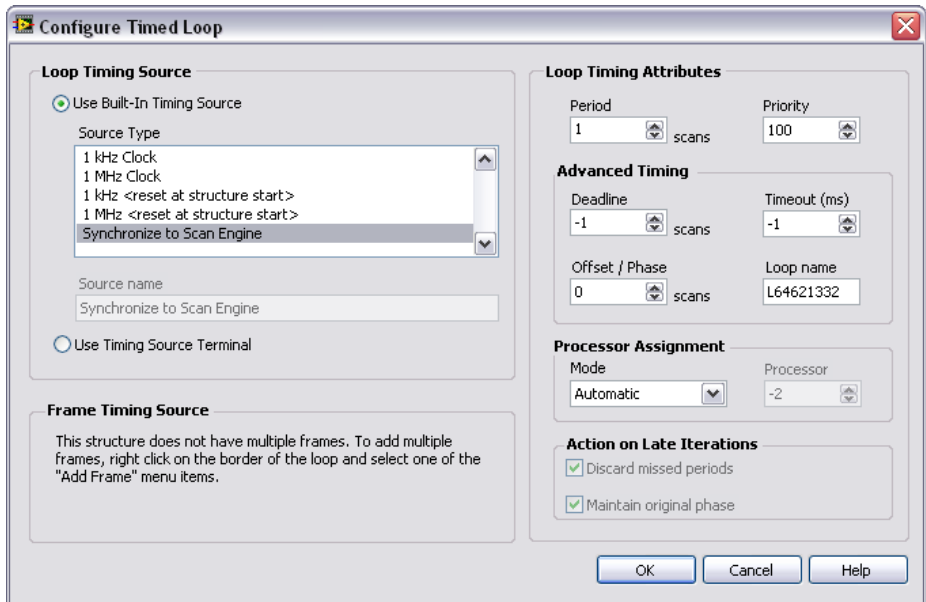 Configure Timed Loop
Loop Timing Source
Use Built-In Timing Source
Source Type
1 kHz Clock
1 MHz Clock
1 kHz <reset at structure start>
1 MHz <reset at structure start>
Synchronize to Scan Engine
Source name
Synchronize to Scan Engine
Use Timing Source Terminal
Frame Timing Source
This structure does not have multiple frames. To add multiple
frames, right click on the border of the loop and select one of the
"Add Frame" menu items.
Loop Timing Attributes
Period
1 scans
Priority
100
Advanced Timing
Deadline
-1 scans
Timeout (ms)
-1
Offset / Phase
0 scans
Loop name
L64621332
Processor Assignment
Mode
Automatic
Processor
-2
Action on Late Iterations
Discard missed periods
Maintain original phase
OK
Cancel
Help